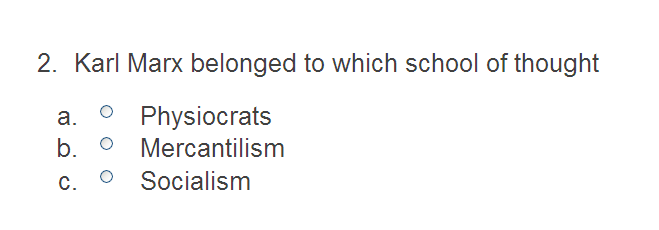 2. Karl Marx belonged to which school of thought
a. Physiocrats
b. Mercantilism
c. Socialism